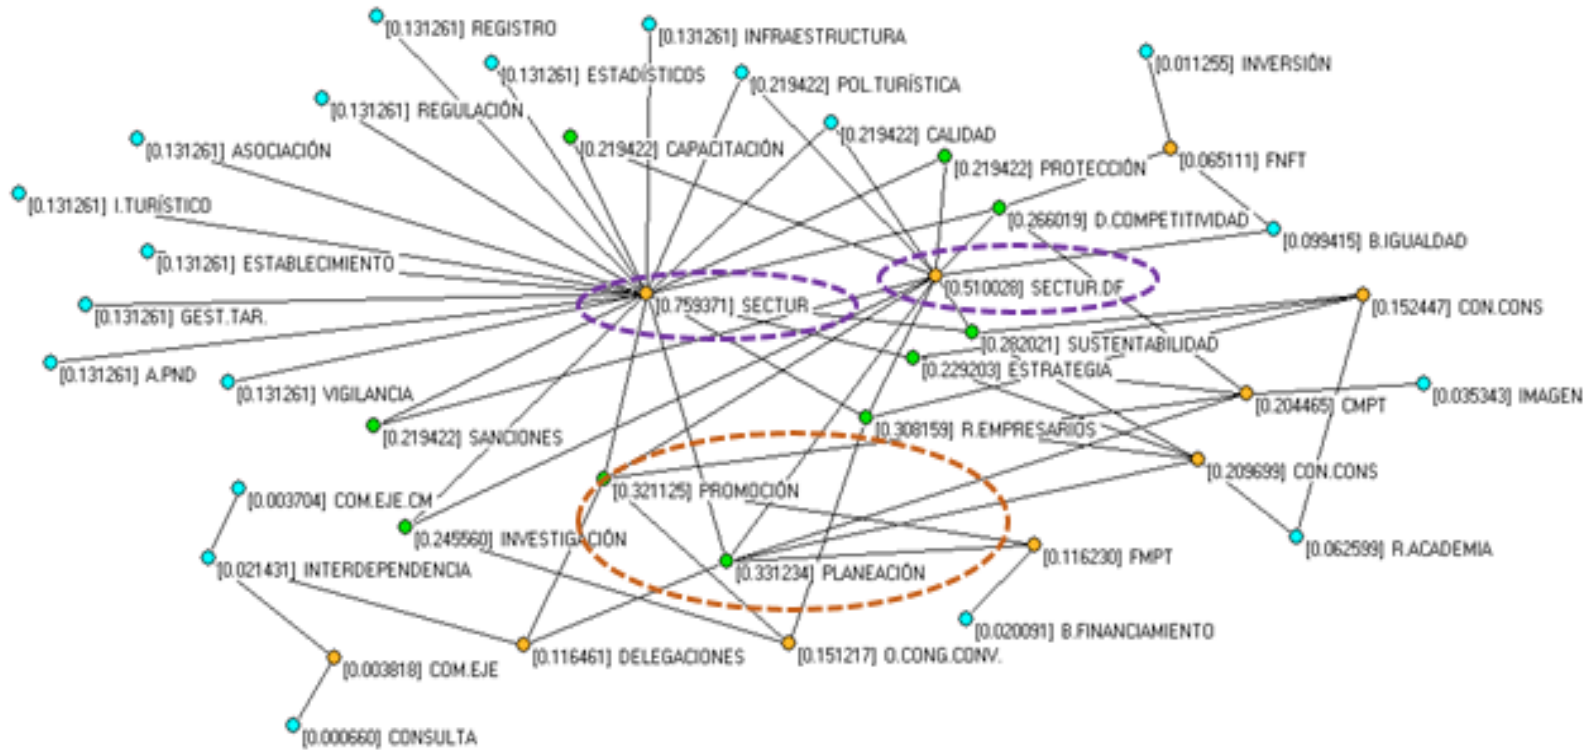 [0.131261] REGISTRO
[0.131261] INFRAESTRUCTURA
[0.011255] INVERSIÓN
[0.131261] ESTADÍSTICOS
[0.219422] POL.TURÍSTICA
[0.131261] REGULACIÓN
[0.219422] CALIDAD
[0.131261] ASOCIACIÓN
[0.219422] CAPACITACIÓN
[0.219422] PROTECCIÓN
[0.065111] FNFT
[0.131261] I.TURÍSTICO
[0.266019] D.COMPETITIVIDAD
[0.099415] B.IGUALDAD
[0.131261] ESTABLECIMIENTO
[0.510028] SECTUR.DF
[0.759371] SECTUR
[0.152447] CON.CONS
[0.131261] GEST.TAR.
[0.282021] SUSTENTABILIDAD
[0.229203] ESTRATEGIA
[0.131261] A.PND
[0.131261] VIGILANCIA
[0.035343] IMAGEN
[0.204465] CMPT
[0.308159] R.EMPRESARIOS
[0.219422] SANCIONES
[0.209699] CON.CONS
[0.321125] PROMOCIÓN
[0.003704] COM.EJE.CM
[0.245560] INVESTIGACIÓN
[0.062599] R.ACADEMIA
[0.116230] FMPT
[0.021431] INTERDEPENDENCIA
[0.331234] PLANEACIÓN
[0.020091] B.FINANCIAMIENTO
[0.116461] DELEGACIONES
[0.151217] O.CONG.CONV.
[0.003818] COM.EJE
[0.000660] CONSULTA